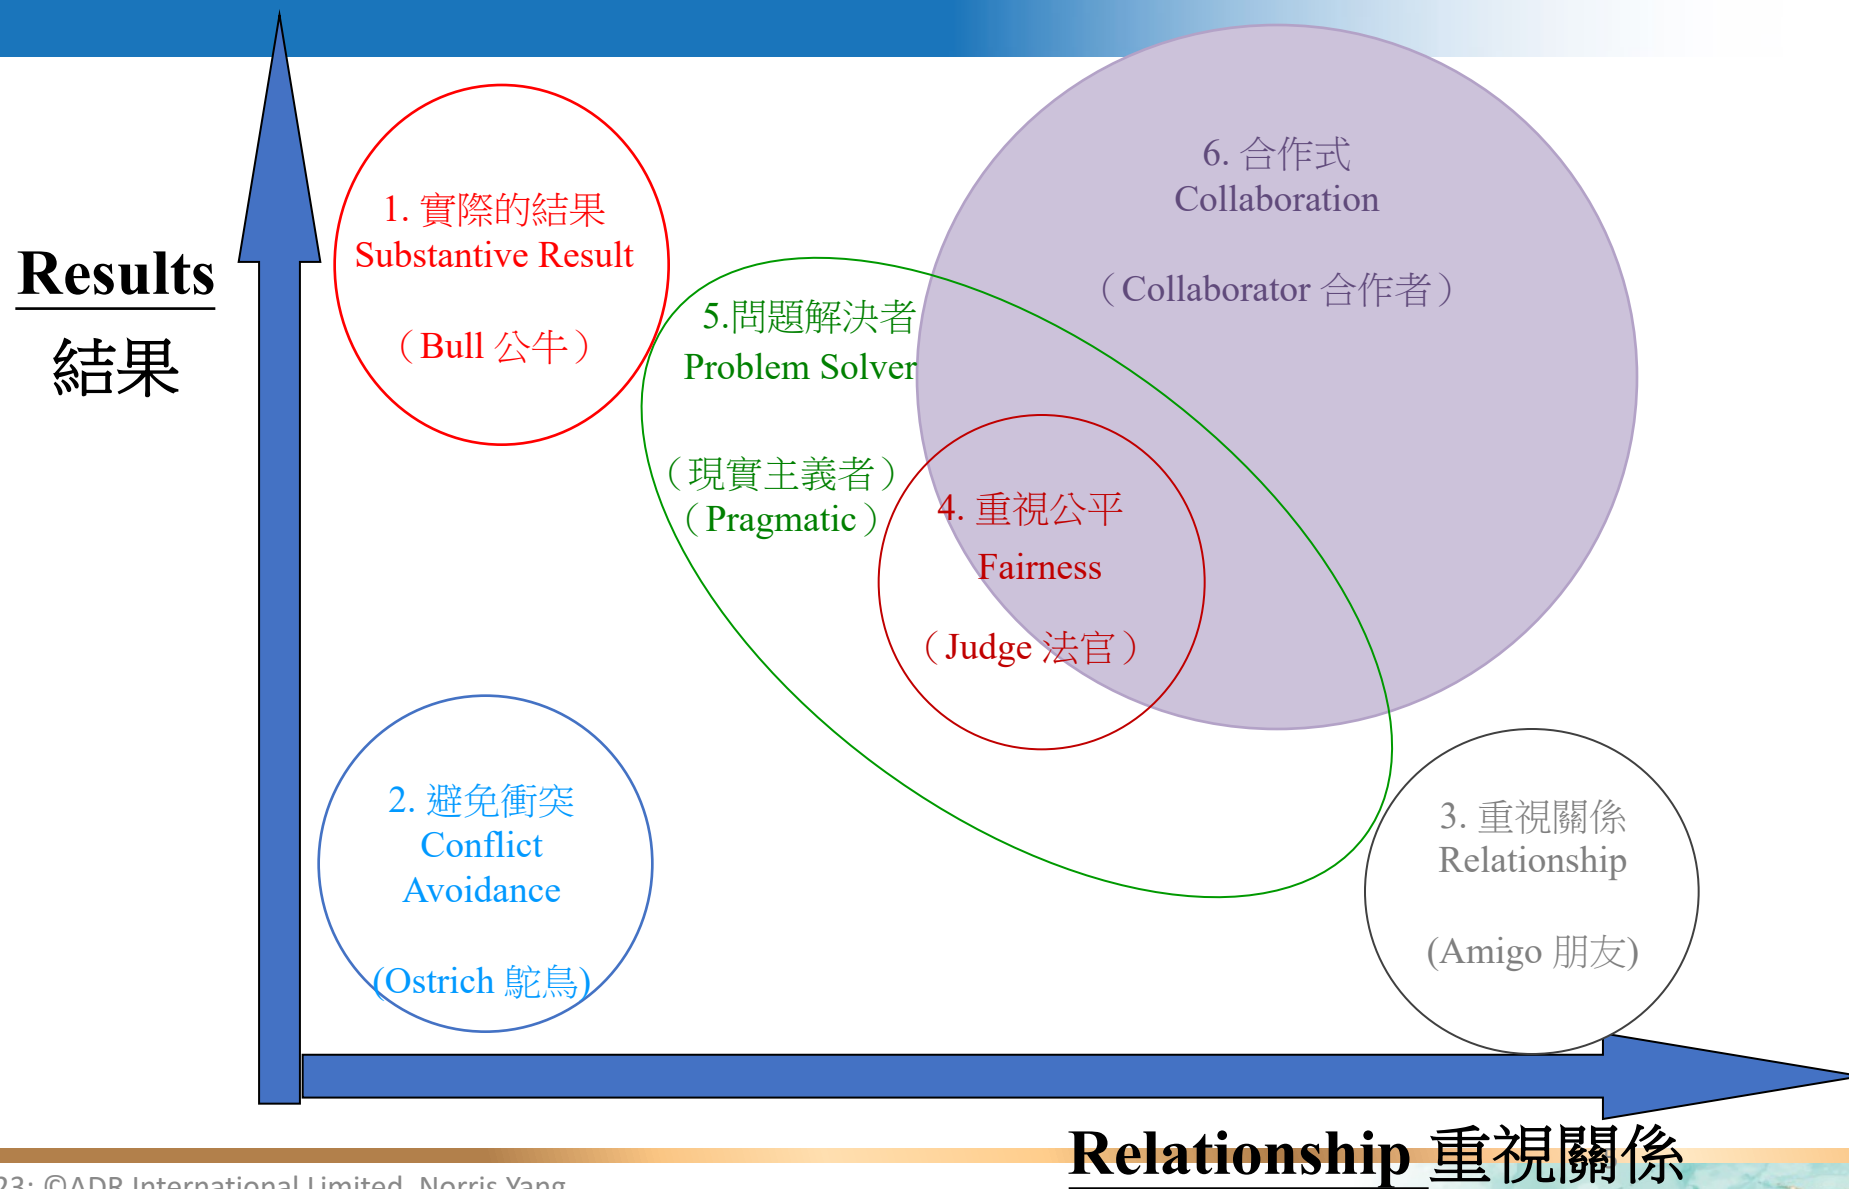 Results
結果
1. 實際的結果
Substantive Result
（Bull 公牛）
2. 避免衝突
Conflict
Avoidance
(Ostrich 鴕鳥)
3. 重視關係
Relationship
(Amigo 朋友)
4. 重視公平
Fairness
（Judge 法官）
5.問題解決者
Problem Solver
（現實主義者）
（Pragmatic）
6. 合作式
Collaboration
（Collaborator 合作者）
Relationship 重視關係
23: ©ADR International Limited, Norris Yang